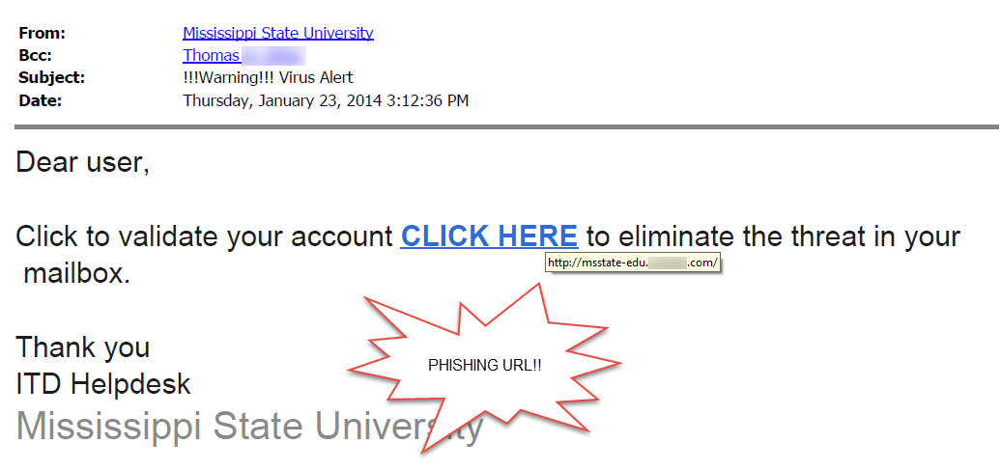 From: Mississippi State University
Bcc: Thomas
Subject: !!!Warning!!! Virus Alert
Date: Thursday, January 23, 2014 3:12:36 PM
Dear user,
Click to validate your account CLICK HERE to eliminate the threat in your
http://msstate-edu. .com/
mailbox.
Thank you
PHISHING URL!!
ITD Helpdesk
Mississippi State University